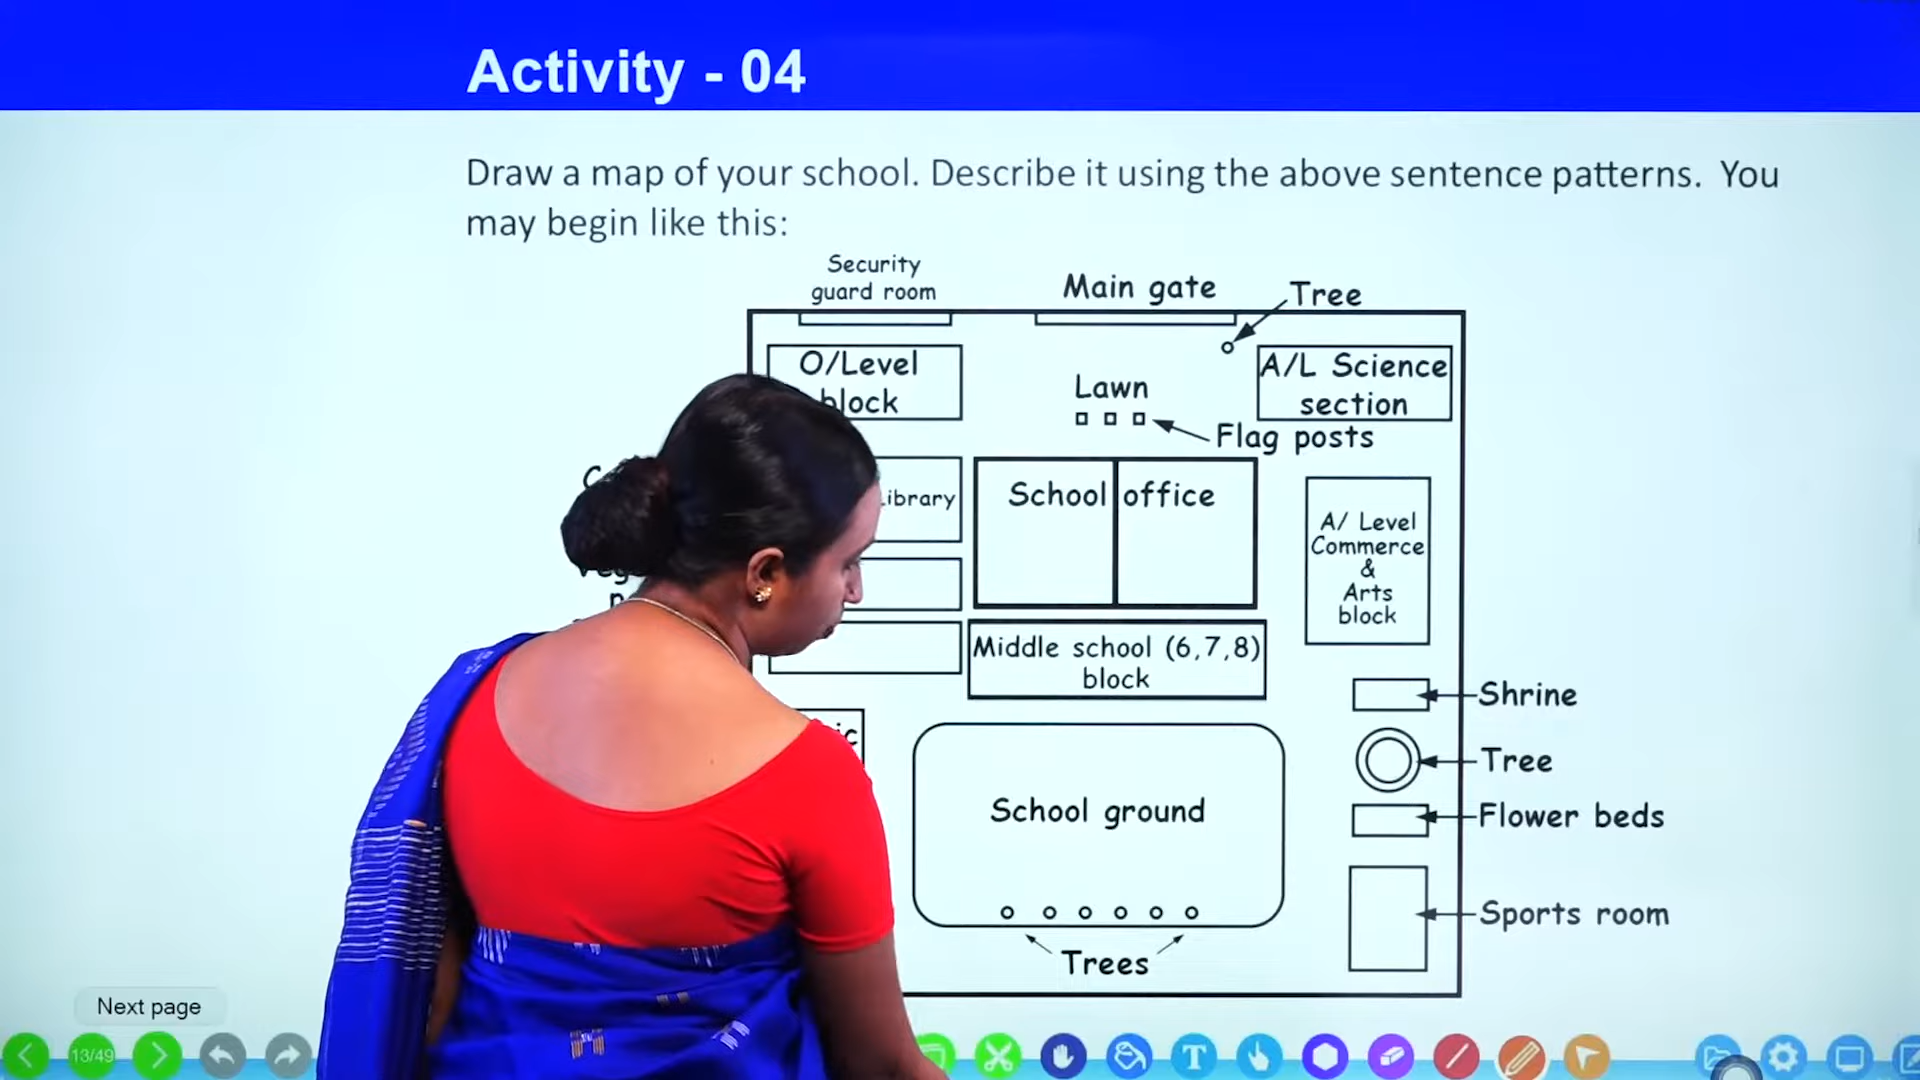 Activity - 04
Draw a map of your school. Describe it using the above sentence patterns. You
may begin like this:
Security
guard room
Main gate
Tree
O/Level
block
Lawn
A/L Science
section
Flag posts
School office
A/ Level
Commerce
&
Arts
block
Middle school (6,7,8)
block
Shrine
Tree
School ground
Flower beds
Sports room
Trees
Next page
13/49
T